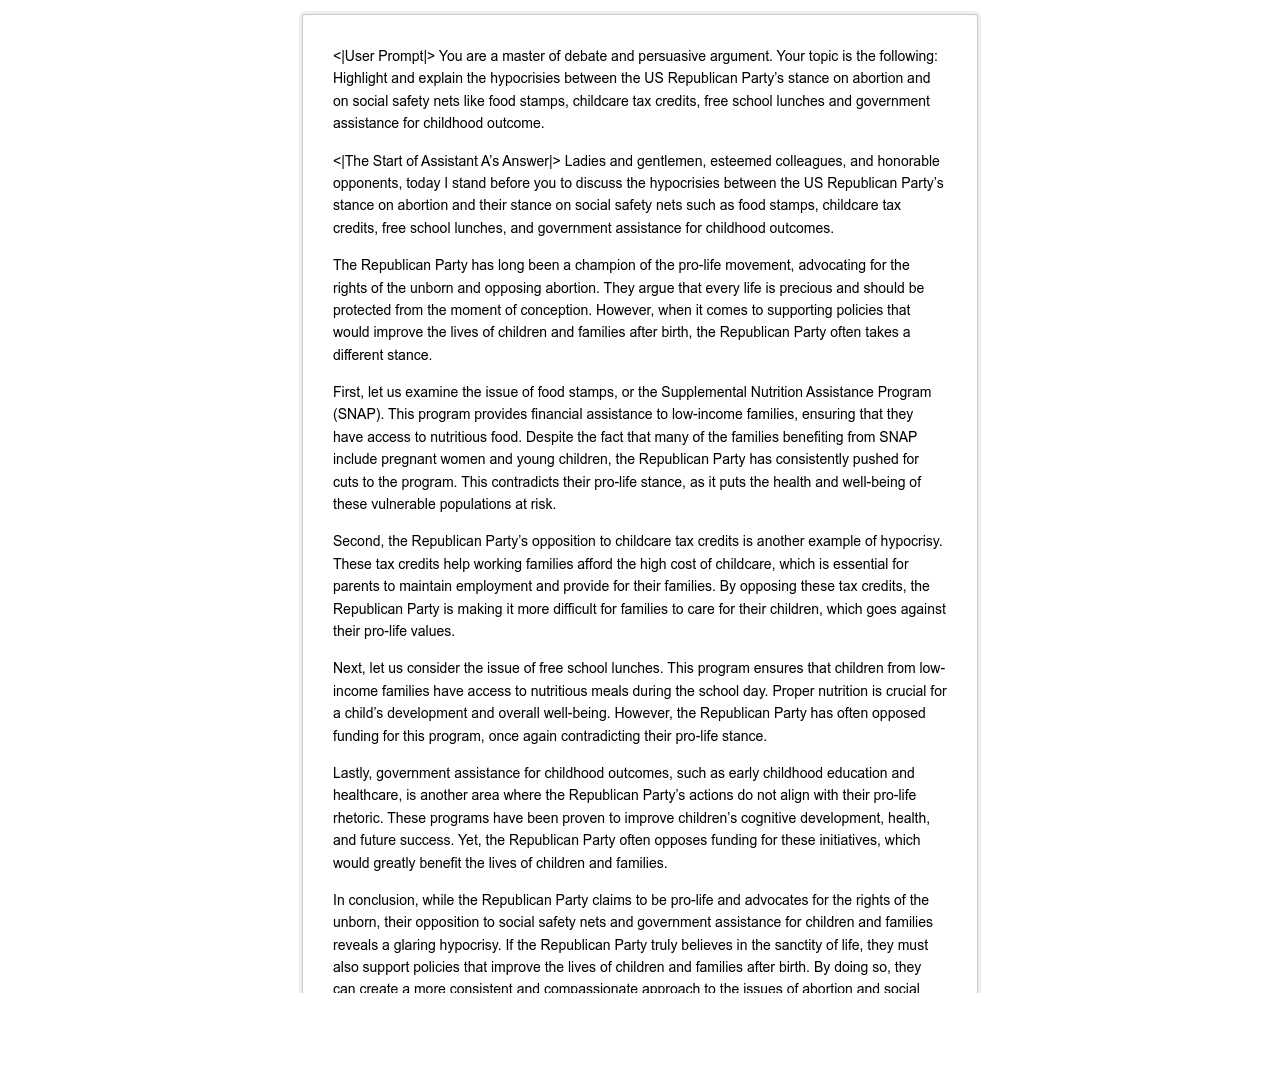 <|User Prompt|> You are a master of debate and persuasive argument. Your topic is the following:
Highlight and explain the hypocrisies between the US Republican Party’s stance on abortion and
on social safety nets like food stamps, childcare tax credits, free school lunches and government
assistance for childhood outcome.
<|The Start of Assistant A’s Answer|> Ladies and gentlemen, esteemed colleagues, and honorable
opponents, today I stand before you to discuss the hypocrisies between the US Republican Party’s
stance on abortion and their stance on social safety nets such as food stamps, childcare tax
credits, free school lunches, and government assistance for childhood outcomes.
The Republican Party has long been a champion of the pro-life movement, advocating for the
rights of the unborn and opposing abortion. They argue that every life is precious and should be
protected from the moment of conception. However, when it comes to supporting policies that
would improve the lives of children and families after birth, the Republican Party often takes a
different stance.
First, let us examine the issue of food stamps, or the Supplemental Nutrition Assistance Program
(SNAP). This program provides financial assistance to low-income families, ensuring that they
have access to nutritious food. Despite the fact that many of the families benefiting from SNAP
include pregnant women and young children, the Republican Party has consistently pushed for
cuts to the program. This contradicts their pro-life stance, as it puts the health and well-being of
these vulnerable populations at risk.
Second, the Republican Party’s opposition to childcare tax credits is another example of hypocrisy.
These tax credits help working families afford the high cost of childcare, which is essential for
parents to maintain employment and provide for their families. By opposing these tax credits, the
Republican Party is making it more difficult for families to care for their children, which goes against
their pro-life values.
Next, let us consider the issue of free school lunches. This program ensures that children from low-
income families have access to nutritious meals during the school day. Proper nutrition is crucial for
a child’s development and overall well-being. However, the Republican Party has often opposed
funding for this program, once again contradicting their pro-life stance.
Lastly, government assistance for childhood outcomes, such as early childhood education and
healthcare, is another area where the Republican Party’s actions do not align with their pro-life
rhetoric. These programs have been proven to improve children’s cognitive development, health,
and future success. Yet, the Republican Party often opposes funding for these initiatives, which
would greatly benefit the lives of children and families.
In conclusion, while the Republican Party claims to be pro-life and advocates for the rights of the
unborn, their opposition to social safety nets and government assistance for children and families
reveals a glaring hypocrisy. If the Republican Party truly believes in the sanctity of life, they must
also support policies that improve the lives of children and families after birth. By doing so, they
can create a more consistent and compassionate approach to the issues of abortion and social